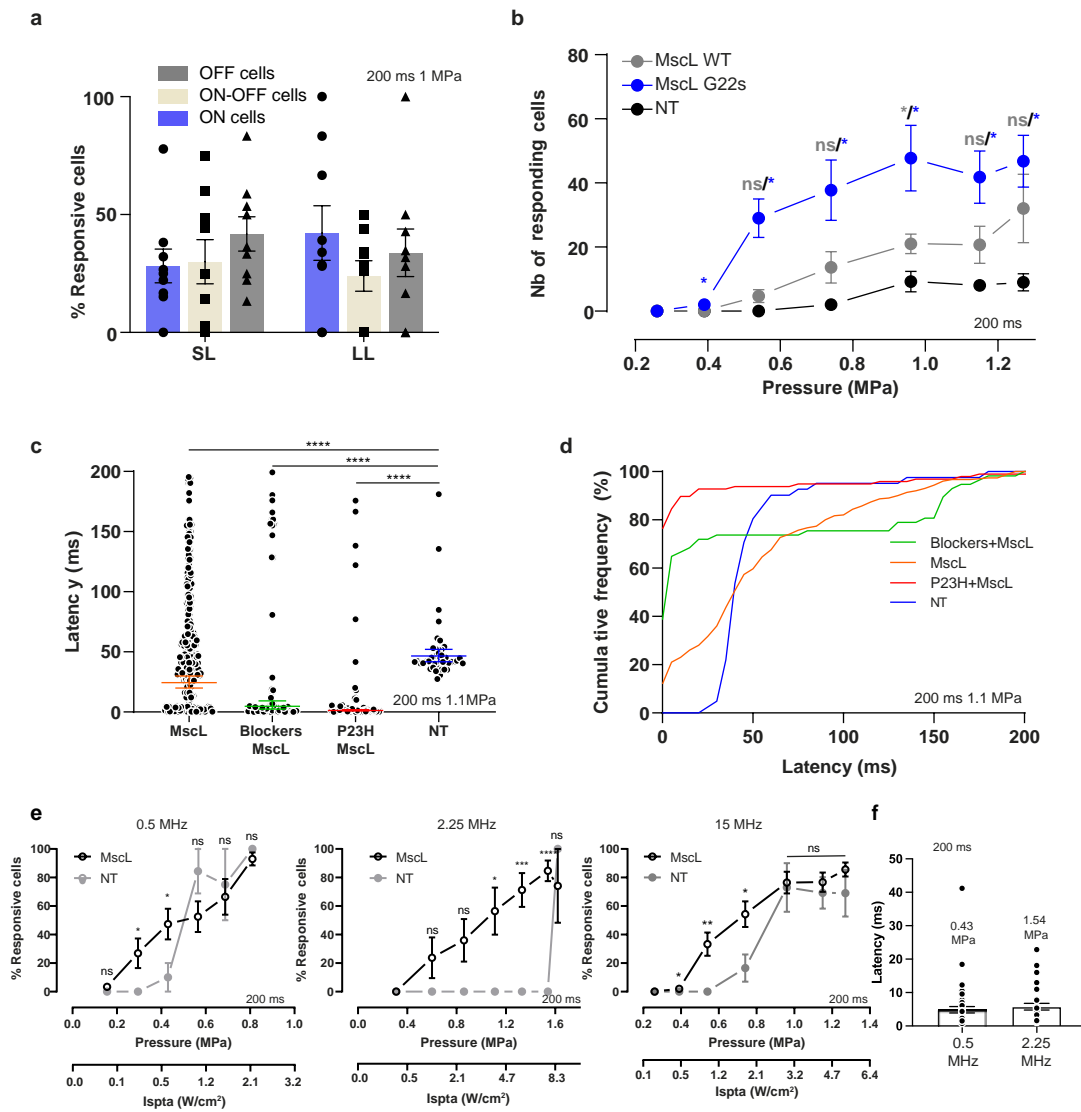 a
200 ms 1 MPa
OFF cells
ON-OFF cells
ON cells
% Responsive cells
100
50
0
SL
LL
b
MscL WT
MscL G22s
NT
Nb of responding cells
80
60
40
20
0
*
ns/*
ns/*
*/*
ns/*
ns/*
200 ms
0.2
0.4
0.6
0.8
1.0
1.2
Pressure (MPa)
c
****
****
****
Latenc y (ms)
200
150
100
50
0
200 ms 1.1MPa
MscL
Blockers
MscL
P23H
MscL
NT
d
Cumula tive frequency (%)
100
80
60
40
20
0
Blockers+MscL
MscL
P23H+MscL
NT
200 ms 1.1 MPa
0
50
100
150
200
Latency (ms)
e
0.5 MHz
MscL
NT
% Responsive cells
100
80
60
40
20
0
ns
*
*
ns
ns
ns
200 ms
0.0
0.2
0.4
0.6
0.8
1.0
Pressure (MPa)
0.0
0.1
0.5
1.2
2.1
3.2
Ispta (W/cm²)
2.25 MHz
MscL
NT
% Responsive cells
100
80
60
40
20
0
ns
ns
*
***
****
ns
200 ms
0.0
0.4
0.8
1.2
1.6
Pressure (MPa)
0.0
0.5
2.1
4.7
8.3
Ispta (W/cm²)
15 MHz
MscL
NT
% Responsive cells
100
80
60
40
20
0
*
**
*
ns
200 ms
0.2
0.4
0.6
0.8
1.0
1.2
1.4
Pressure (MPa)
0.1
0.5
1.2
2.1
3.2
4.7
6.4
Ispta (W/cm²)
f
200 ms
Latency (ms)
50
40
30
20
10
0
0.43
MPa
1.54
MPa
0.5
MHz
2.25
MHz